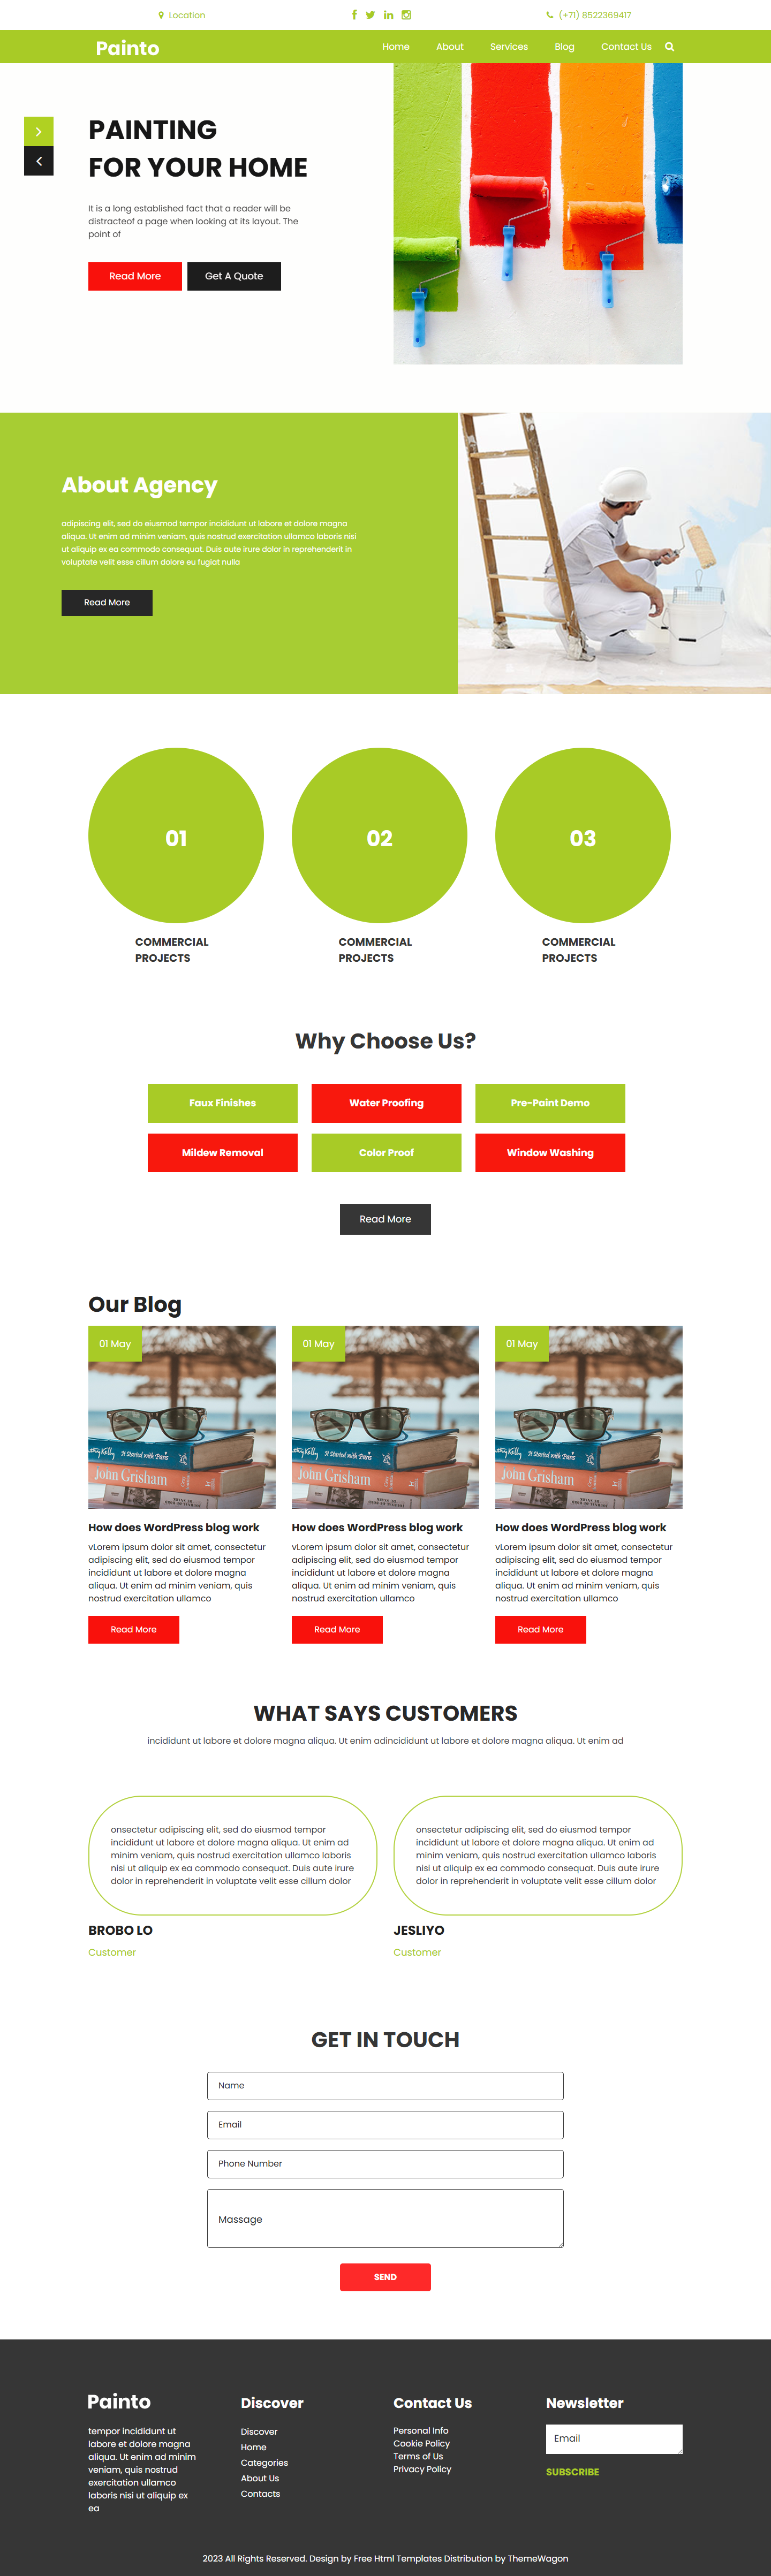 Location
(+71) 8522369417
Painto
Home
About
Services
Blog
Contact Us
PAINTING
FOR YOUR HOME
It is a long established fact that a reader will be
distracteof a page when looking at its layout. The
point of
Read More
Get A Quote
About Agency
adipiscing elit, sed do eiusmod tempor incididunt ut labore et dolore magna
aliqua. Ut enim ad minim veniam, quis nostrud exercitation ullamco laboris nisi
ut aliquip ex ea commodo consequat. Duis aute irure dolor in reprehenderit in
voluptate velit esse cillum dolore eu fugiat nulla
Read More
01
02
03
COMMERCIAL
PROJECTS
COMMERCIAL
PROJECTS
COMMERCIAL
PROJECTS
Why Choose Us?
Faux Finishes
Water Proofing
Pre-Paint Demo
Mildew Removal
Color Proof
Window Washing
Read More
Our Blog
01 May
It Started with Paris
John Grisham
How does WordPress blog work
vLorem ipsum dolor sit amet, consectetur
adipiscing elit, sed do eiusmod tempor
incididunt ut labore et dolore magna
aliqua. Ut enim ad minim veniam, quis
nostrud exercitation ullamco
Read More
01 May
It Started with Paris
John Grisham
How does WordPress blog work
vLorem ipsum dolor sit amet, consectetur
adipiscing elit, sed do eiusmod tempor
incididunt ut labore et dolore magna
aliqua. Ut enim ad minim veniam, quis
nostrud exercitation ullamco
Read More
01 May
It Started with Paris
John Grisham
How does WordPress blog work
vLorem ipsum dolor sit amet, consectetur
adipiscing elit, sed do eiusmod tempor
incididunt ut labore et dolore magna
aliqua. Ut enim ad minim veniam, quis
nostrud exercitation ullamco
Read More
WHAT SAYS CUSTOMERS
incididunt ut labore et dolore magna aliqua. Ut enim adincididunt ut labore et dolore magna aliqua. Ut enim ad
onsectetur adipiscing elit, sed do eiusmod tempor
incididunt ut labore et dolore magna aliqua. Ut enim ad
minim veniam, quis nostrud exercitation ullamco laboris
nisi ut aliquip ex ea commodo consequat. Duis aute irure
dolor in reprehenderit in voluptate velit esse cillum dolor
BROBO LO
Customer
onsectetur adipiscing elit, sed do eiusmod tempor
incididunt ut labore et dolore magna aliqua. Ut enim ad
minim veniam, quis nostrud exercitation ullamco laboris
nisi ut aliquip ex ea commodo consequat. Duis aute irure
dolor in reprehenderit in voluptate velit esse cillum dolor
JESLIYO
Customer
GET IN TOUCH
Name
Email
Phone Number
Massage
SEND
Painto
tempor incididunt ut
labore et dolore magna
aliqua. Ut enim ad minim
veniam, quis nostrud
exercitation ullamco
laboris nisi ut aliquip ex
ea
Discover
Discover
Home
Categories
About Us
Contacts
Contact Us
Personal Info
Cookie Policy
Terms of Us
Privacy Policy
Newsletter
Email
SUBSCRIBE
2023 All Rights Reserved. Design by Free Html Templates Distribution by ThemeWagon